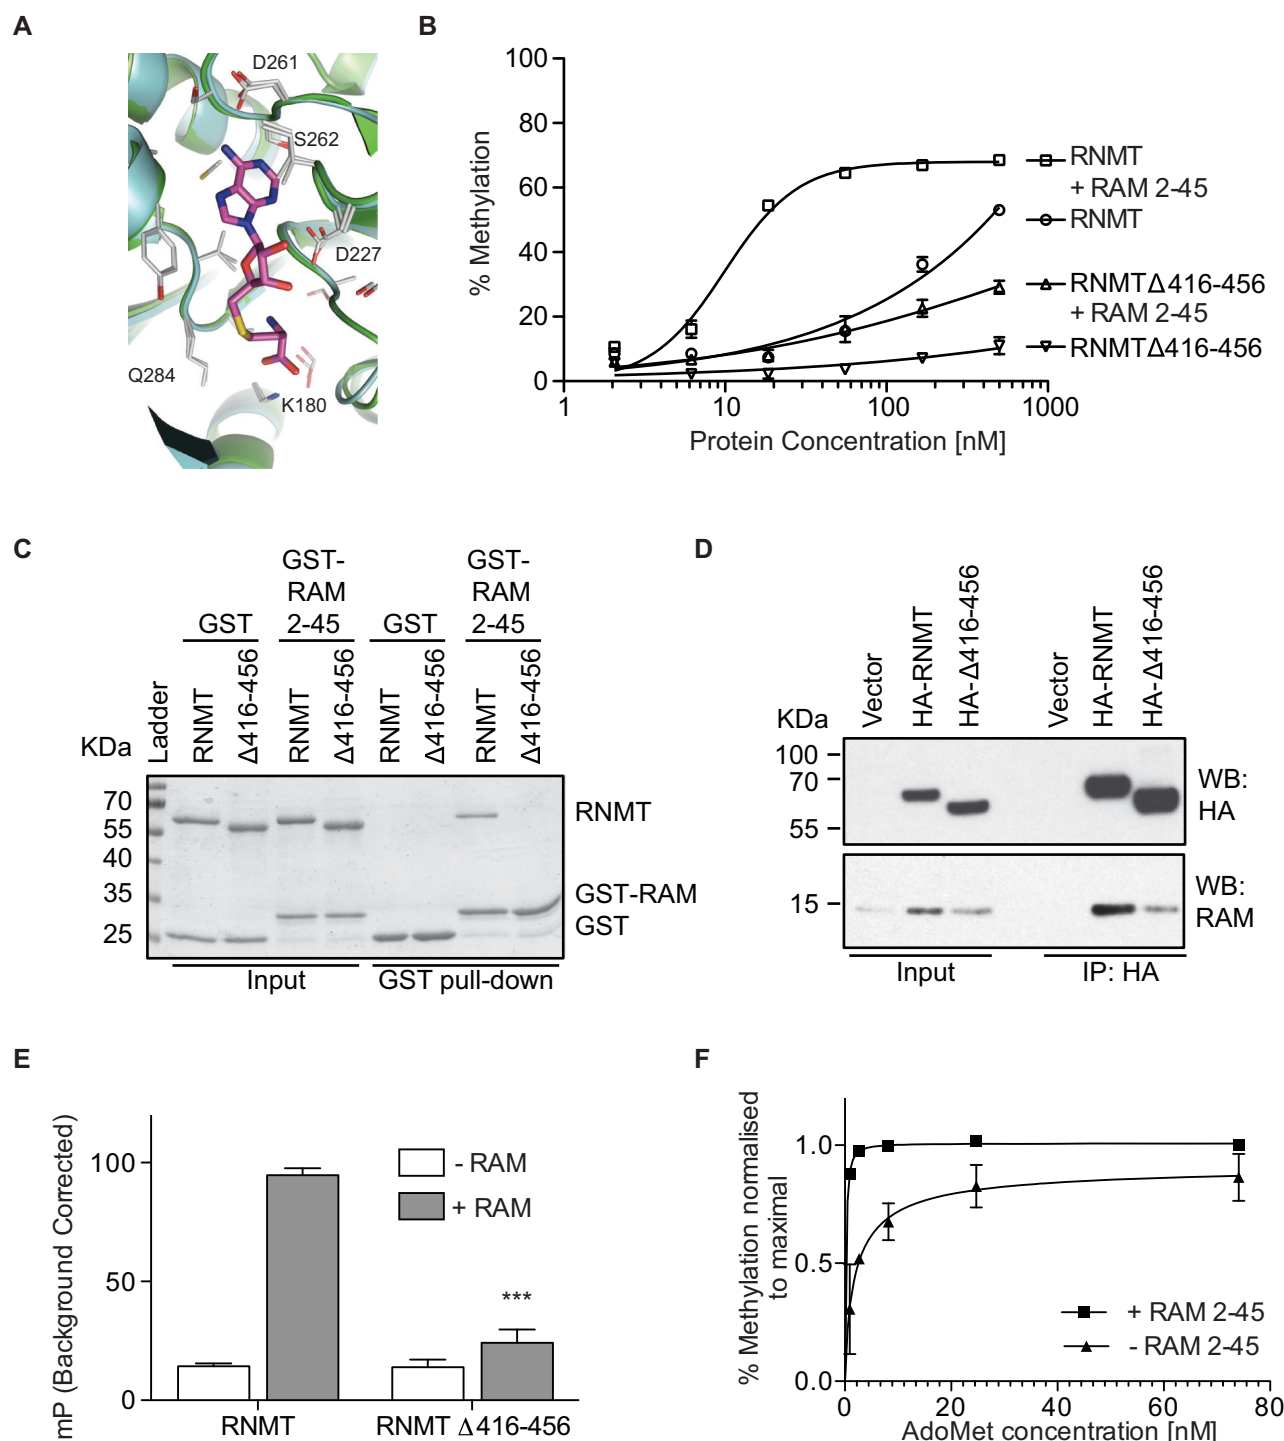 A
D261
S262
D227
Q284
K180
B
% Methylation
100
80
60
40
20
0
1
10
100
1000
Protein Concentration [nM]
RNMT
+ RAM 2-45
RNMT
RNMTΔ416-456
+ RAM 2-45
RNMTΔ416-456
C
GST
GST-
RAM
2-45
GST
GST-
RAM
2-45
KDa
Ladder
RNMT
Δ416-456
RNMT
Δ416-456
RNMT
Δ416-456
RNMT
Δ416-456
70
55
40
35
25
RNMT
GST-RAM
GST
Input
GST pull-down
D
KDa
Vector
HA-RNMT
HA-Δ416-456
Vector
HA-RNMT
HA-Δ416-456
100
70
55
15
WB:
HA
WB:
RAM
Input
IP: HA
E
mP (Background Corrected)
100
50
0
- RAM
+ RAM
***
RNMT
RNMT Δ416-456
F
% Methylation normalised
to maximal
1.0
0.5
0.0
+ RAM 2-45
- RAM 2-45
0
20
40
60
80
AdoMet concentration [nM]